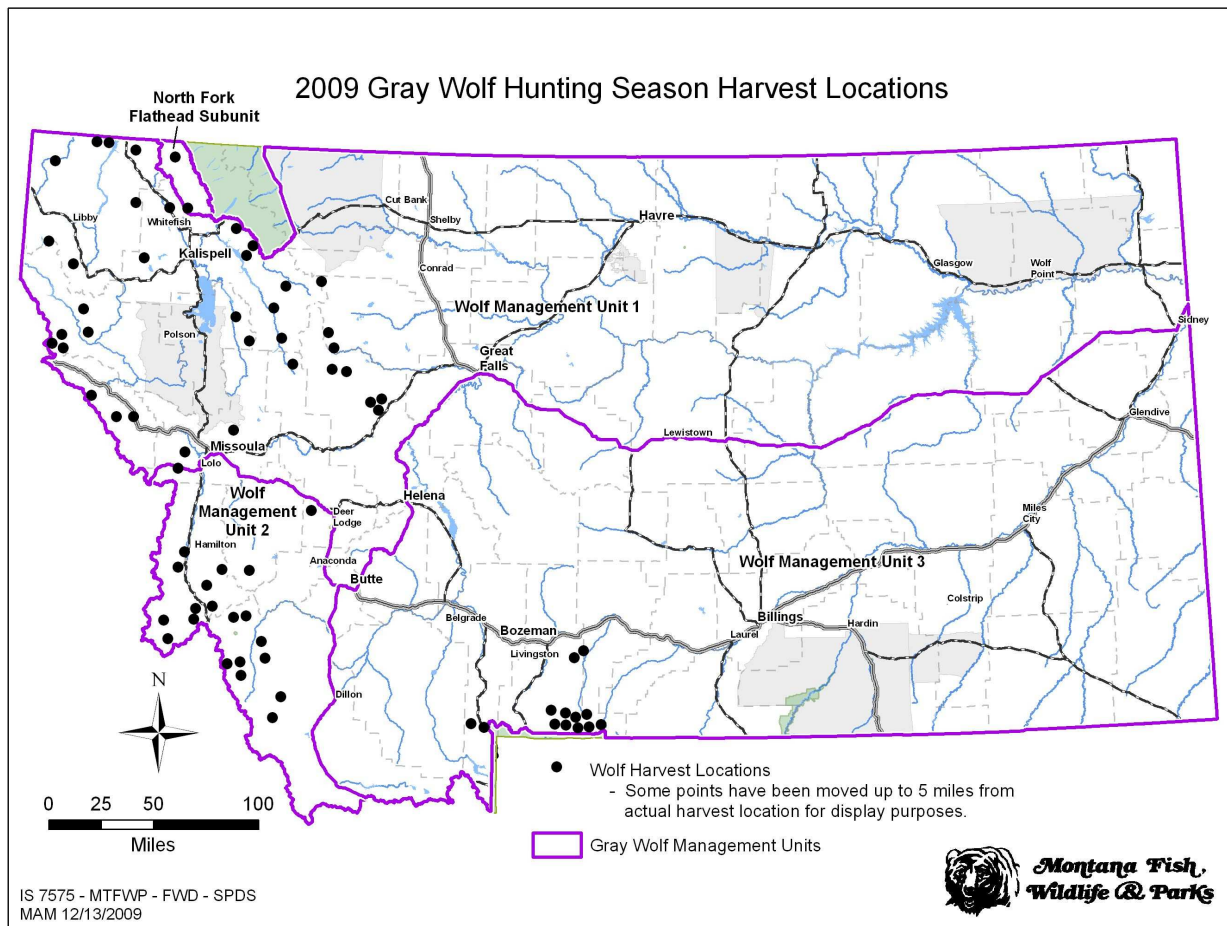 2009 Gray Wolf Hunting Season Harvest Locations
North Fork
Flathead Subunit
Libby
Whitefish
Kalispell
Cut Bank
Shelby
Havre
Conrad
Glasgow
Wolf
Point
Wolf Management Unit 1
Polson
Great
Falls
Sidney
Lewistown
Glendive
Missoula
Lolo
Wolf
Management
Unit 2
Helena
Deer
Lodge
Miles
City
Hamilton
Anaconda
Butte
Wolf Management Unit 3
Colstrip
Belgrade
Bozeman
Billings
Laurel
Hardin
Livingston
Dillon
N
Wolf Harvest Locations
- Some points have been moved up to 5 miles from
actual harvest location for display purposes.
0 25 50 100
Miles
Gray Wolf Management Units
Montana Fish,
Wildlife & Parks
IS 7575 - MTFWP - FWD - SPDS
MAM 12/13/2009